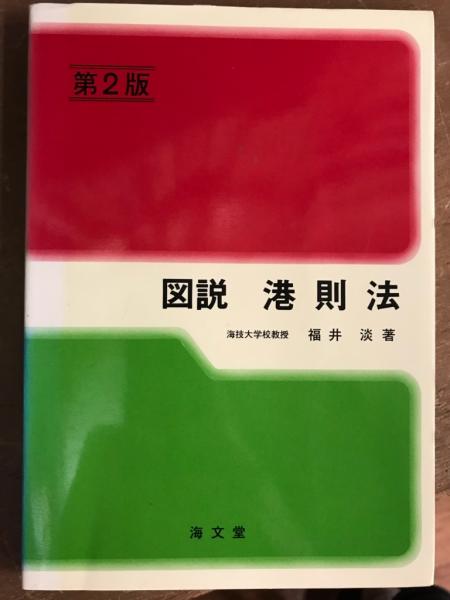 第2版
図説 港則法
海技大学校教授 福井 淡 著
海文堂